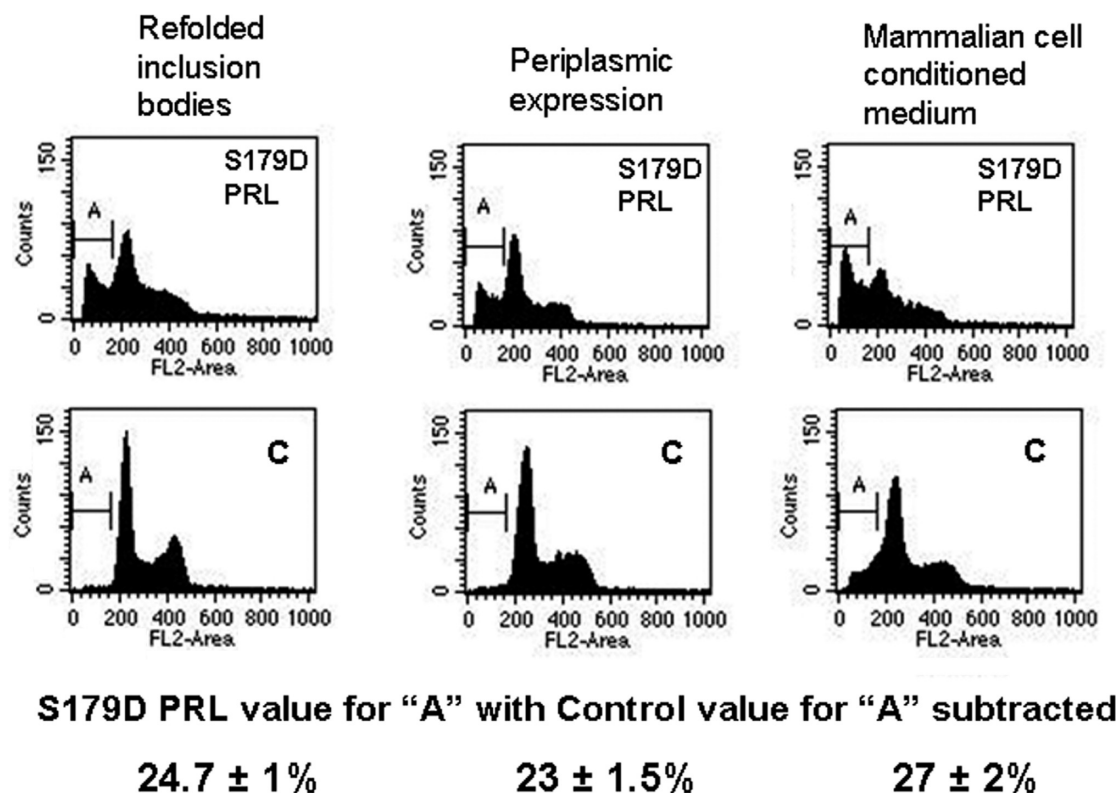 Refolded
inclusion
bodies
Periplasmic
expression
Mammalian cell
conditioned
medium
150
Counts
0
A
S179D
PRL
0 200 400 600 800 1000
FL2-Area
150
Counts
0
A
S179D
PRL
0 200 400 600 800 1000
FL2-Area
150
Counts
0
A
S179D
PRL
0 200 400 600 800 1000
FL2-Area
150
Counts
0
A
C
0 200 400 600 800 1000
FL2-Area
150
Counts
0
A
C
0 200 400 600 800 1000
FL2-Area
150
Counts
0
A
C
0 200 400 600 800 1000
FL2-Area
S179D PRL value for “A” with Control value for “A” subtracted
24.7 ± 1% 23 ± 1.5% 27 ± 2%